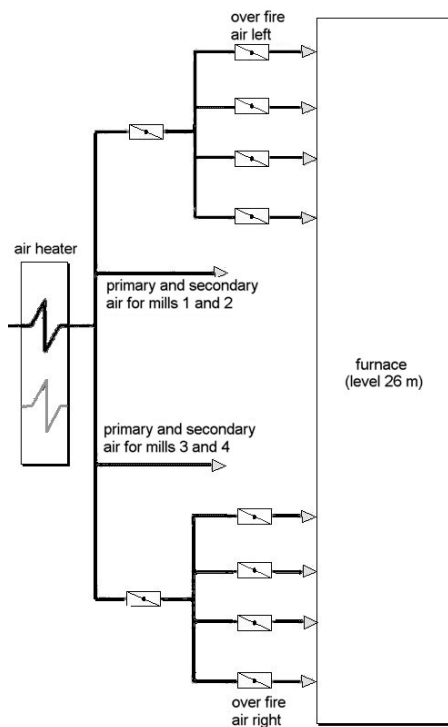 over fire
air left
air heater
primary and secondary
air for mills 1 and 2
furnace
(level 26 m)
primary and secondary
air for mills 3 and 4
over fire
air right